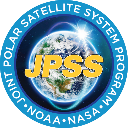 JOINT POLAR SATELLITE SYSTEM PROGRAM
JPSS
•NOAA•NASA•